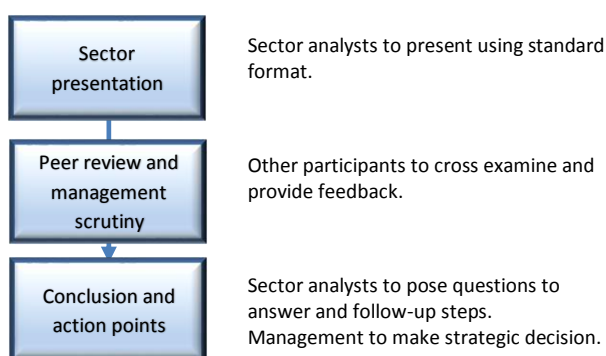 Sector
presentation
Sector analysts to present using standard
format.
Peer review and
management
scrutiny
Other participants to cross examine and
provide feedback.
Conclusion and
action points
Sector analysts to pose questions to
answer and follow-up steps.
Management to make strategic decision.